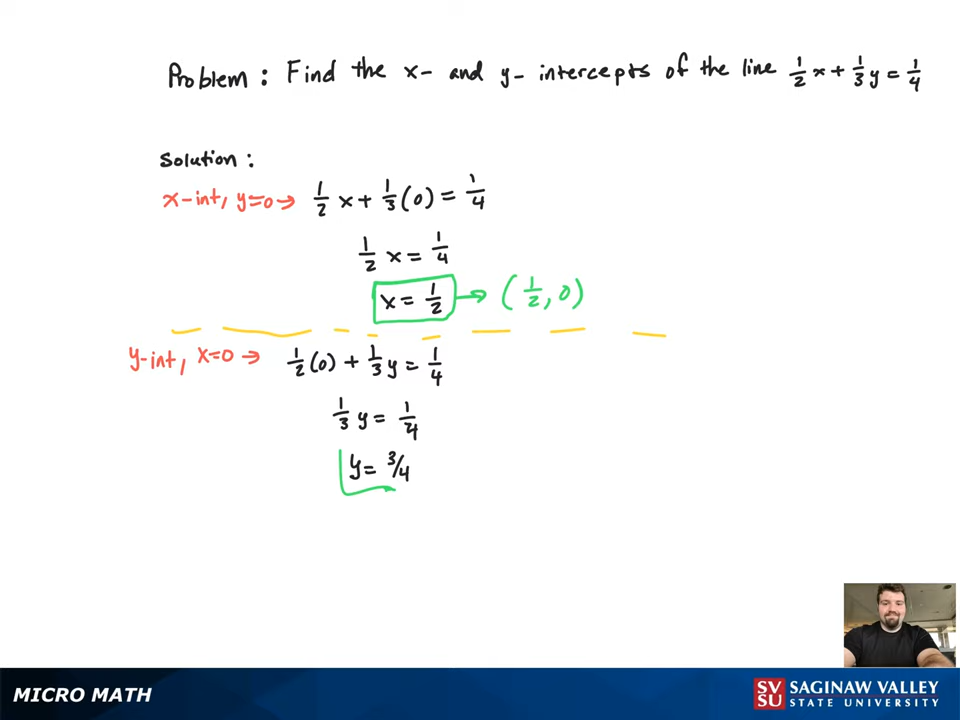 Problem: Find the x- and y-intercepts of the line 1/2 x + 1/3 y = 1/4
Solution:
x-int, y=0 → 1/2 x + 1/3 (0) = 1/4
1/2 x = 1/4
x = 1/2 → (1/2, 0)
y-int, x=0 → 1/2 (0) + 1/3 y = 1/4
1/3 y = 1/4
y = 3/4
MICRO MATH
SVSU SAGINAW VALLEY
STATE UNIVERSITY